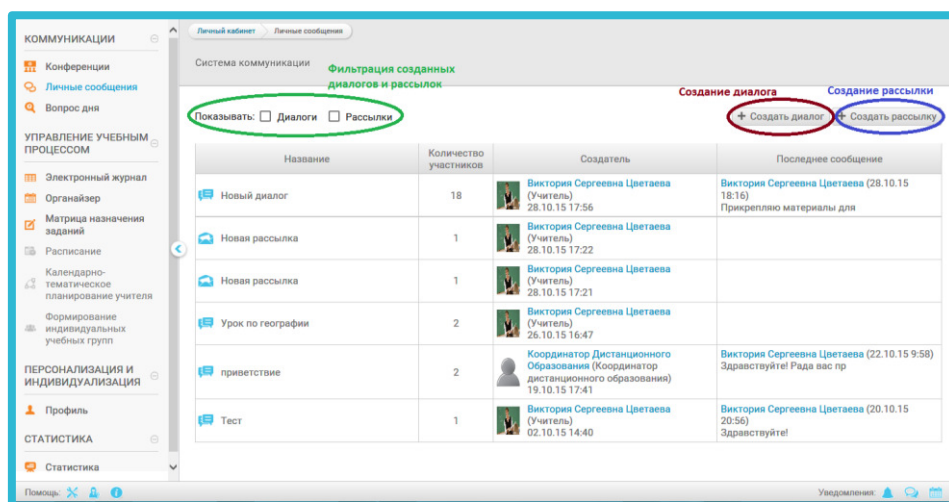 КОММУНИКАЦИИ
Конференции
Личные сообщения
Вопрос дня
УПРАВЛЕНИЕ УЧЕБНЫМ
ПРОЦЕССОМ
Электронный журнал
Органайзер
Матрица назначения
заданий
Расписание
Календарно-
тематическое
планирование учителя
Формирование
индивидуальных
учебных групп
ПЕРСОНАЛИЗАЦИЯ И
ИНДИВИДУАЛИЗАЦИЯ
Профиль
СТАТИСТИКА
Статистика
Личный кабинет Личные сообщения
Система коммуникации
Фильтрация созданных
диалогов и рассылок
Создание диалога
Создание рассылки
Показывать: Диалоги Рассылки
+ Создать диалог
+ Создать рассылку
Название
Количество
участников
Создатель
Последнее сообщение
Новый диалог
18
Виктория Сергеевна Цветаева
(Учитель)
28.10.15 17:56
Виктория Сергеевна Цветаева (28.10.15
18:16)
Прикрепляю материалы для
Новая рассылка
1
Виктория Сергеевна Цветаева
(Учитель)
28.10.15 17:22
Новая рассылка
1
Виктория Сергеевна Цветаева
(Учитель)
28.10.15 17:21
Урок по географии
2
Виктория Сергеевна Цветаева
(Учитель)
26.10.15 16:47
приветствие
2
Координатор Дистанционного
Образования (Координатор
дистанционного образования)
19.10.15 17:41
Виктория Сергеевна Цветаева (22.10.15 9:58)
Здравствуйте! Рада вас пр
Тест
1
Виктория Сергеевна Цветаева
(Учитель)
02.10.15 14:40
Виктория Сергеевна Цветаева (20.10.15
20:56)
Здравствуйте!
Помощь:
Уведомления: